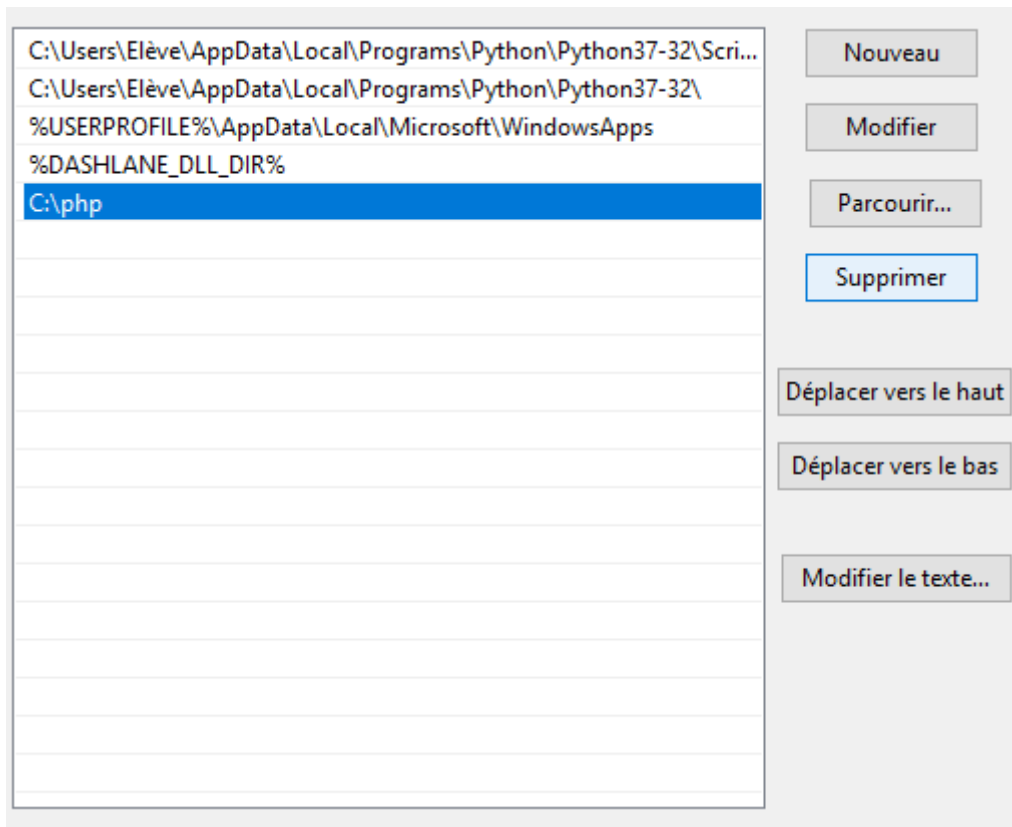 C:\Users\Elève\AppData\Local\Programs\Python\Python37-32\Scri...
C:\Users\Elève\AppData\Local\Programs\Python\Python37-32\
%USERPROFILE%\AppData\Local\Microsoft\WindowsApps
%DASHLANE_DLL_DIR%
C:\php
Nouveau
Modifier
Parcourir...
Supprimer
Déplacer vers le haut
Déplacer vers le bas
Modifier le texte...